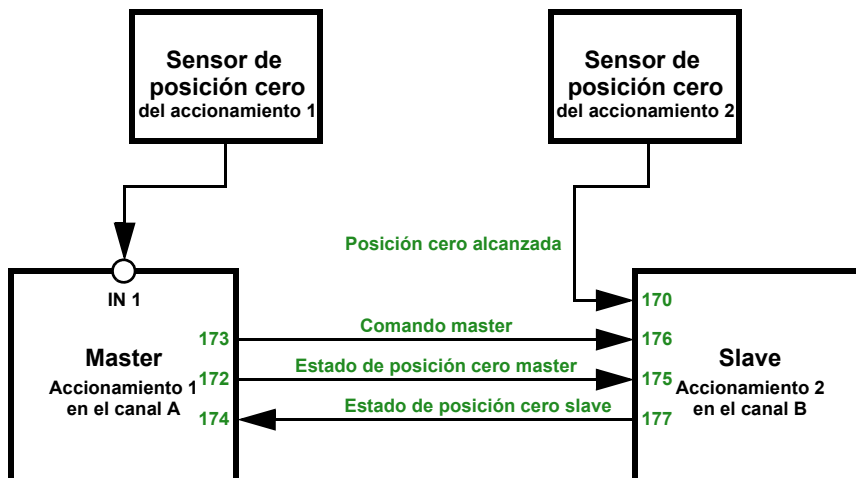 Sensor de
posición cero
del accionamiento 1
Sensor de
posición cero
del accionamiento 2
Posición cero alcanzada
IN 1
170
173
Comando master
176
Master
Slave
172
Estado de posición cero master
175
Accionamiento 1
en el canal A
Accionamiento 2
en el canal B
174
Estado de posición cero slave
177